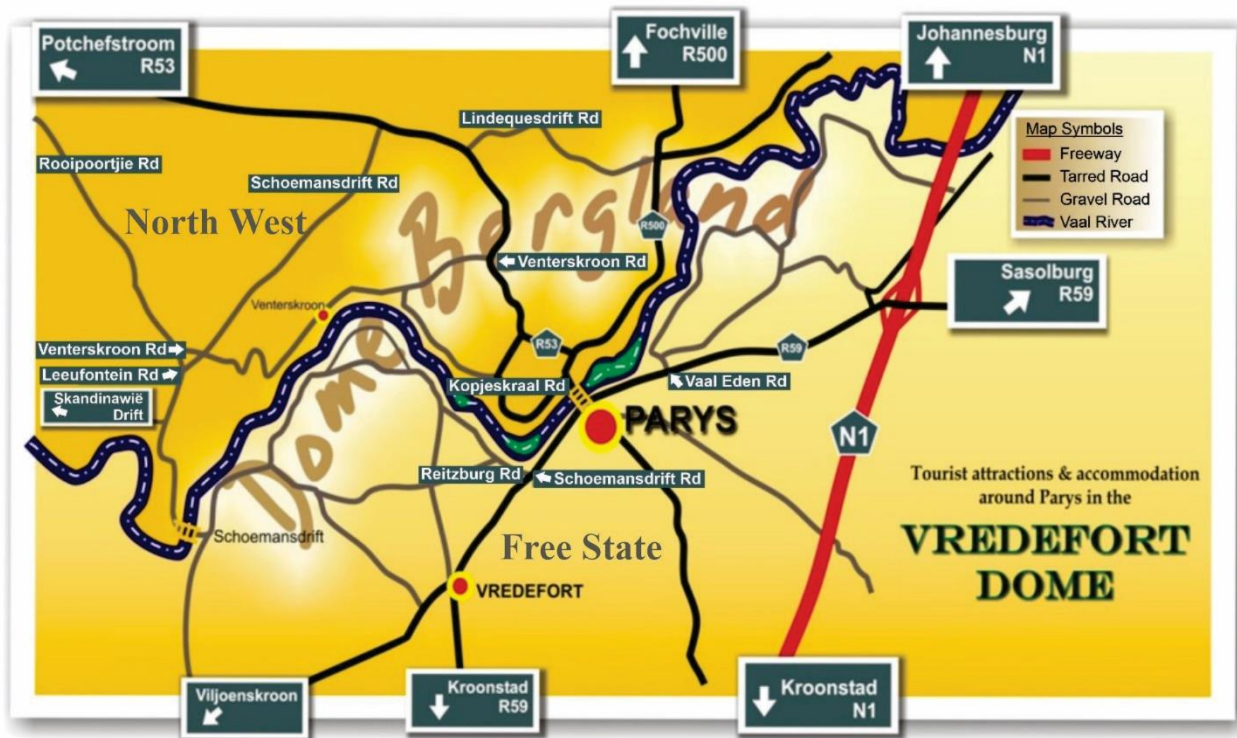 Potchefstroom
R53
Fochville
R500
Johannesburg
N1
Map Symbols
Freeway
Tarred Road
Gravel Road
Vaal River
Lindequesdrift Rd
Rooipoortjie Rd
Schoemansdrift Rd
North West
Dome Bergland
R500
Venterskroon Rd
Sasolburg
R59
Venterskroon
Venterskroon Rd
R53
R59
Leeufontein Rd
Kopjeskraal Rd
Vaal Eden Rd
Skandinawië
Drift
PARYS
N1
Reitzburg Rd
Schoemansdrift Rd
Schoemansdrift
Free State
VREDEFORT
Tourist attractions & accommodation
around Parys in the
VREDEFORT
DOME
Viljoenskroon
Kroonstad
R59
Kroonstad
N1